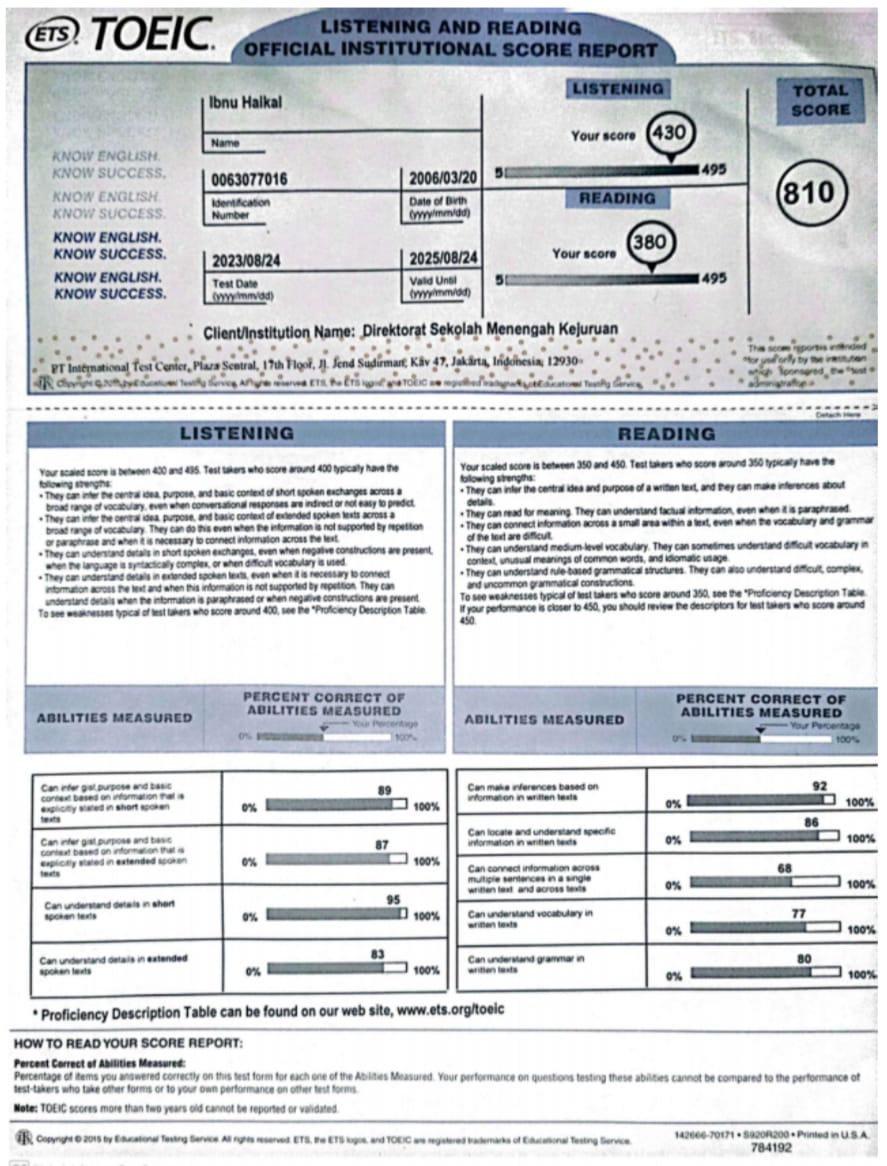 ETS. TOEIC.
LISTENING AND READING
OFFICIAL INSTITUTIONAL SCORE REPORT
KNOW ENGLISH.
KNOW SUCCESS.
KNOW ENGLISH.
KNOW SUCCESS.
KNOW ENGLISH.
KNOW SUCCESS.
KNOW ENGLISH.
KNOW SUCCESS.
Ibnu Haikal
Name
0063077016
Identification
Number
2006/03/20
Date of Birth
(yyyy/mm/dd)
2023/08/24
Test Date
(yyyy/mm/dd)
2025/08/24
Valid Until
(yyyy/mm/dd)
LISTENING
Your score 430
5 495
READING
Your score 380
5 495
TOTAL
SCORE
810
Client/Institution Name: Direktorat Sekolah Menengah Kejuruan
PT International Test Center, Plaza Sentral, 17th Floor, Jl. Jend Sudirman, Kav 47, Jakarta, Indonesia, 12930
Copyright © 2015 by Educational Testing Service. All rights reserved. ETS, the ETS logos, and TOEIC are registered trademarks of Educational Testing Service.
This score report is intended
for use only by the institution
which sponsored the test
administration.
Detach Here
LISTENING
Your scaled score is between 400 and 495. Test takers who score around 400 typically have the
following strengths:
• They can infer the central idea, purpose, and basic context of short spoken exchanges across a
broad range of vocabulary, even when conversational responses are indirect or not easy to predict.
• They can infer the central idea, purpose, and basic context of extended spoken texts across a
broad range of vocabulary. They can do this even when the information is not supported by repetition
or paraphrase and when it is necessary to connect information across the text.
• They can understand details in short spoken exchanges, even when negative constructions are present,
when the language is syntactically complex, or when difficult vocabulary is used.
• They can understand details in extended spoken texts, even when it is necessary to connect
information across the text and when this information is not supported by repetition. They can
understand details when the information is paraphrased or when negative constructions are present.
To see weaknesses typical of test takers who score around 400, see the *Proficiency Description Table.
READING
Your scaled score is between 350 and 450. Test takers who score around 350 typically have the
following strengths:
• They can infer the central idea and purpose of a written text, and they can make inferences about
details.
• They can read for meaning. They can understand factual information, even when it is paraphrased.
• They can connect information across a small area within a text, even when the vocabulary and grammar
of the text are difficult.
• They can understand medium-level vocabulary. They can sometimes understand difficult vocabulary in
context, unusual meanings of common words, and idiomatic usage.
• They can understand rule-based grammatical structures. They can also understand difficult, complex,
and uncommon grammatical constructions.
To see weaknesses typical of test takers who score around 350, see the *Proficiency Description Table.
If your performance is closer to 450, you should review the descriptors for test takers who score around
450.
ABILITIES MEASURED
PERCENT CORRECT OF
ABILITIES MEASURED
Your Percentage
0% 100%
Can infer gist,purpose and basic
context based on information that is
explicitly stated in short spoken
texts
89
0% 100%
Can infer gist,purpose and basic
context based on information that is
explicitly stated in extended spoken
texts
87
0% 100%
Can understand details in short
spoken texts
95
0% 100%
Can understand details in extended
spoken texts
83
0% 100%
ABILITIES MEASURED
PERCENT CORRECT OF
ABILITIES MEASURED
Your Percentage
0% 100%
Can make inferences based on
information in written texts
92
0% 100%
Can locate and understand specific
information in written texts
86
0% 100%
Can connect information across
multiple sentences in a single
written text and across texts
68
0% 100%
Can understand vocabulary in
written texts
77
0% 100%
Can understand grammar in
written texts
80
0% 100%
* Proficiency Description Table can be found on our web site, www.ets.org/toeic
HOW TO READ YOUR SCORE REPORT:
Percent Correct of Abilities Measured:
Percentage of items you answered correctly on this test form for each one of the Abilities Measured. Your performance on questions testing these abilities cannot be compared to the performance of
test-takers who take other forms or to your own performance on other test forms.
Note: TOEIC scores more than two years old cannot be reported or validated.
Copyright © 2015 by Educational Testing Service. All rights reserved. ETS, the ETS logos, and TOEIC are registered trademarks of Educational Testing Service.
142666-70171 • S920R200 • Printed in U.S.A.
784192